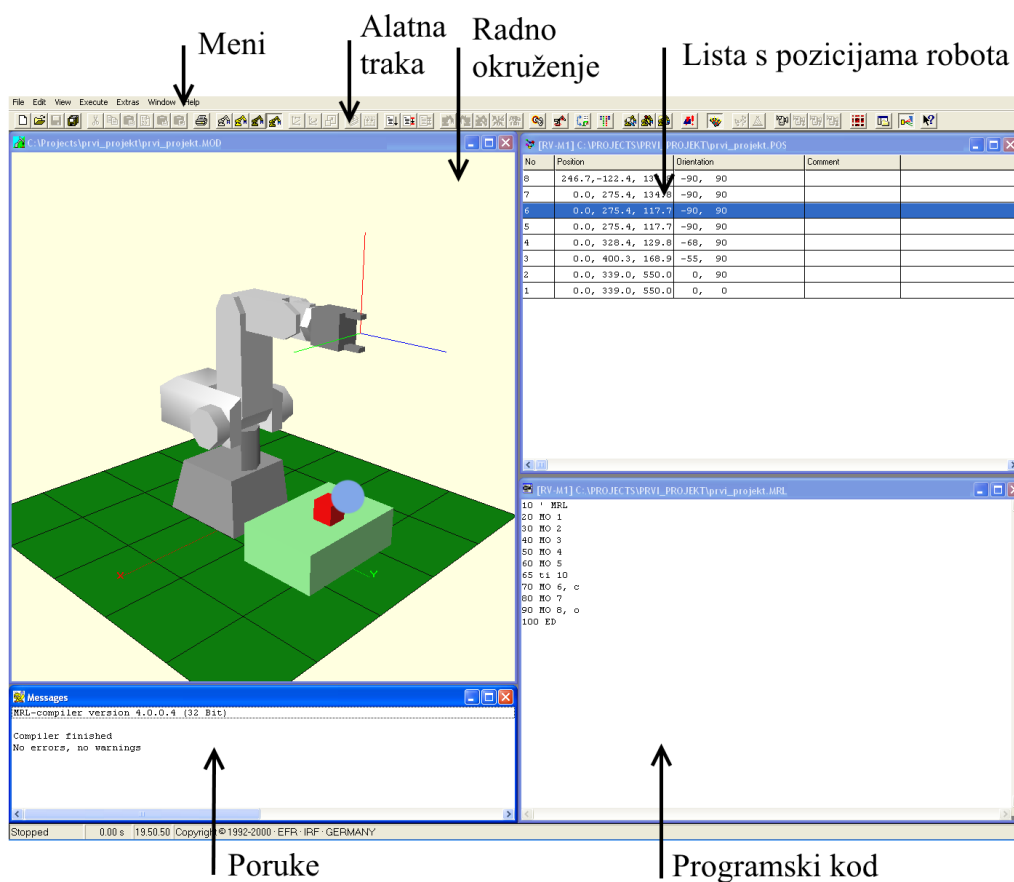 Meni
Alatna
traka
Radno
okruženje
Lista s pozicijama robota
File Edit View Execute Extras Window Help
C:\Projects\prvi_projekt\prvi_projekt.MOD
[RV-M1] C:\PROJECTS\PRVI_PROJEKT\prvi_projekt.POS
No Position Orientation Comment
8 246.7,-122.4, 13 .8 -90, 90
7 0.0, 275.4, 134.8 -90, 90
6 0.0, 275.4, 117.7 -90, 90
5 0.0, 275.4, 117.7 -90, 90
4 0.0, 328.4, 129.8 -68, 90
3 0.0, 400.3, 168.9 -55, 90
2 0.0, 339.0, 550.0 0, 90
1 0.0, 339.0, 550.0 0, 0
X
Y
[RV-M1] C:\PROJECTS\PRVI_PROJEKT\prvi_projekt.MRL
10 ' MRL
20 MO 1
30 MO 2
40 MO 3
50 MO 4
60 MO 5
65 ti 10
70 MO 6, c
80 MO 7
90 MO 8, o
100 ED
Messages
MRL-compiler version 4.0.0.4 (32 Bit)
Compiler finished
No errors, no warnings
Stopped 0.00 s 19.50.50 Copyright © 1992-2000 · EFR · IRF · GERMANY
Poruke
Programski kod